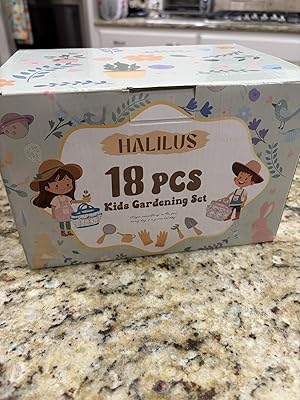 HALILUS
18 PCS
Kids Gardening Set